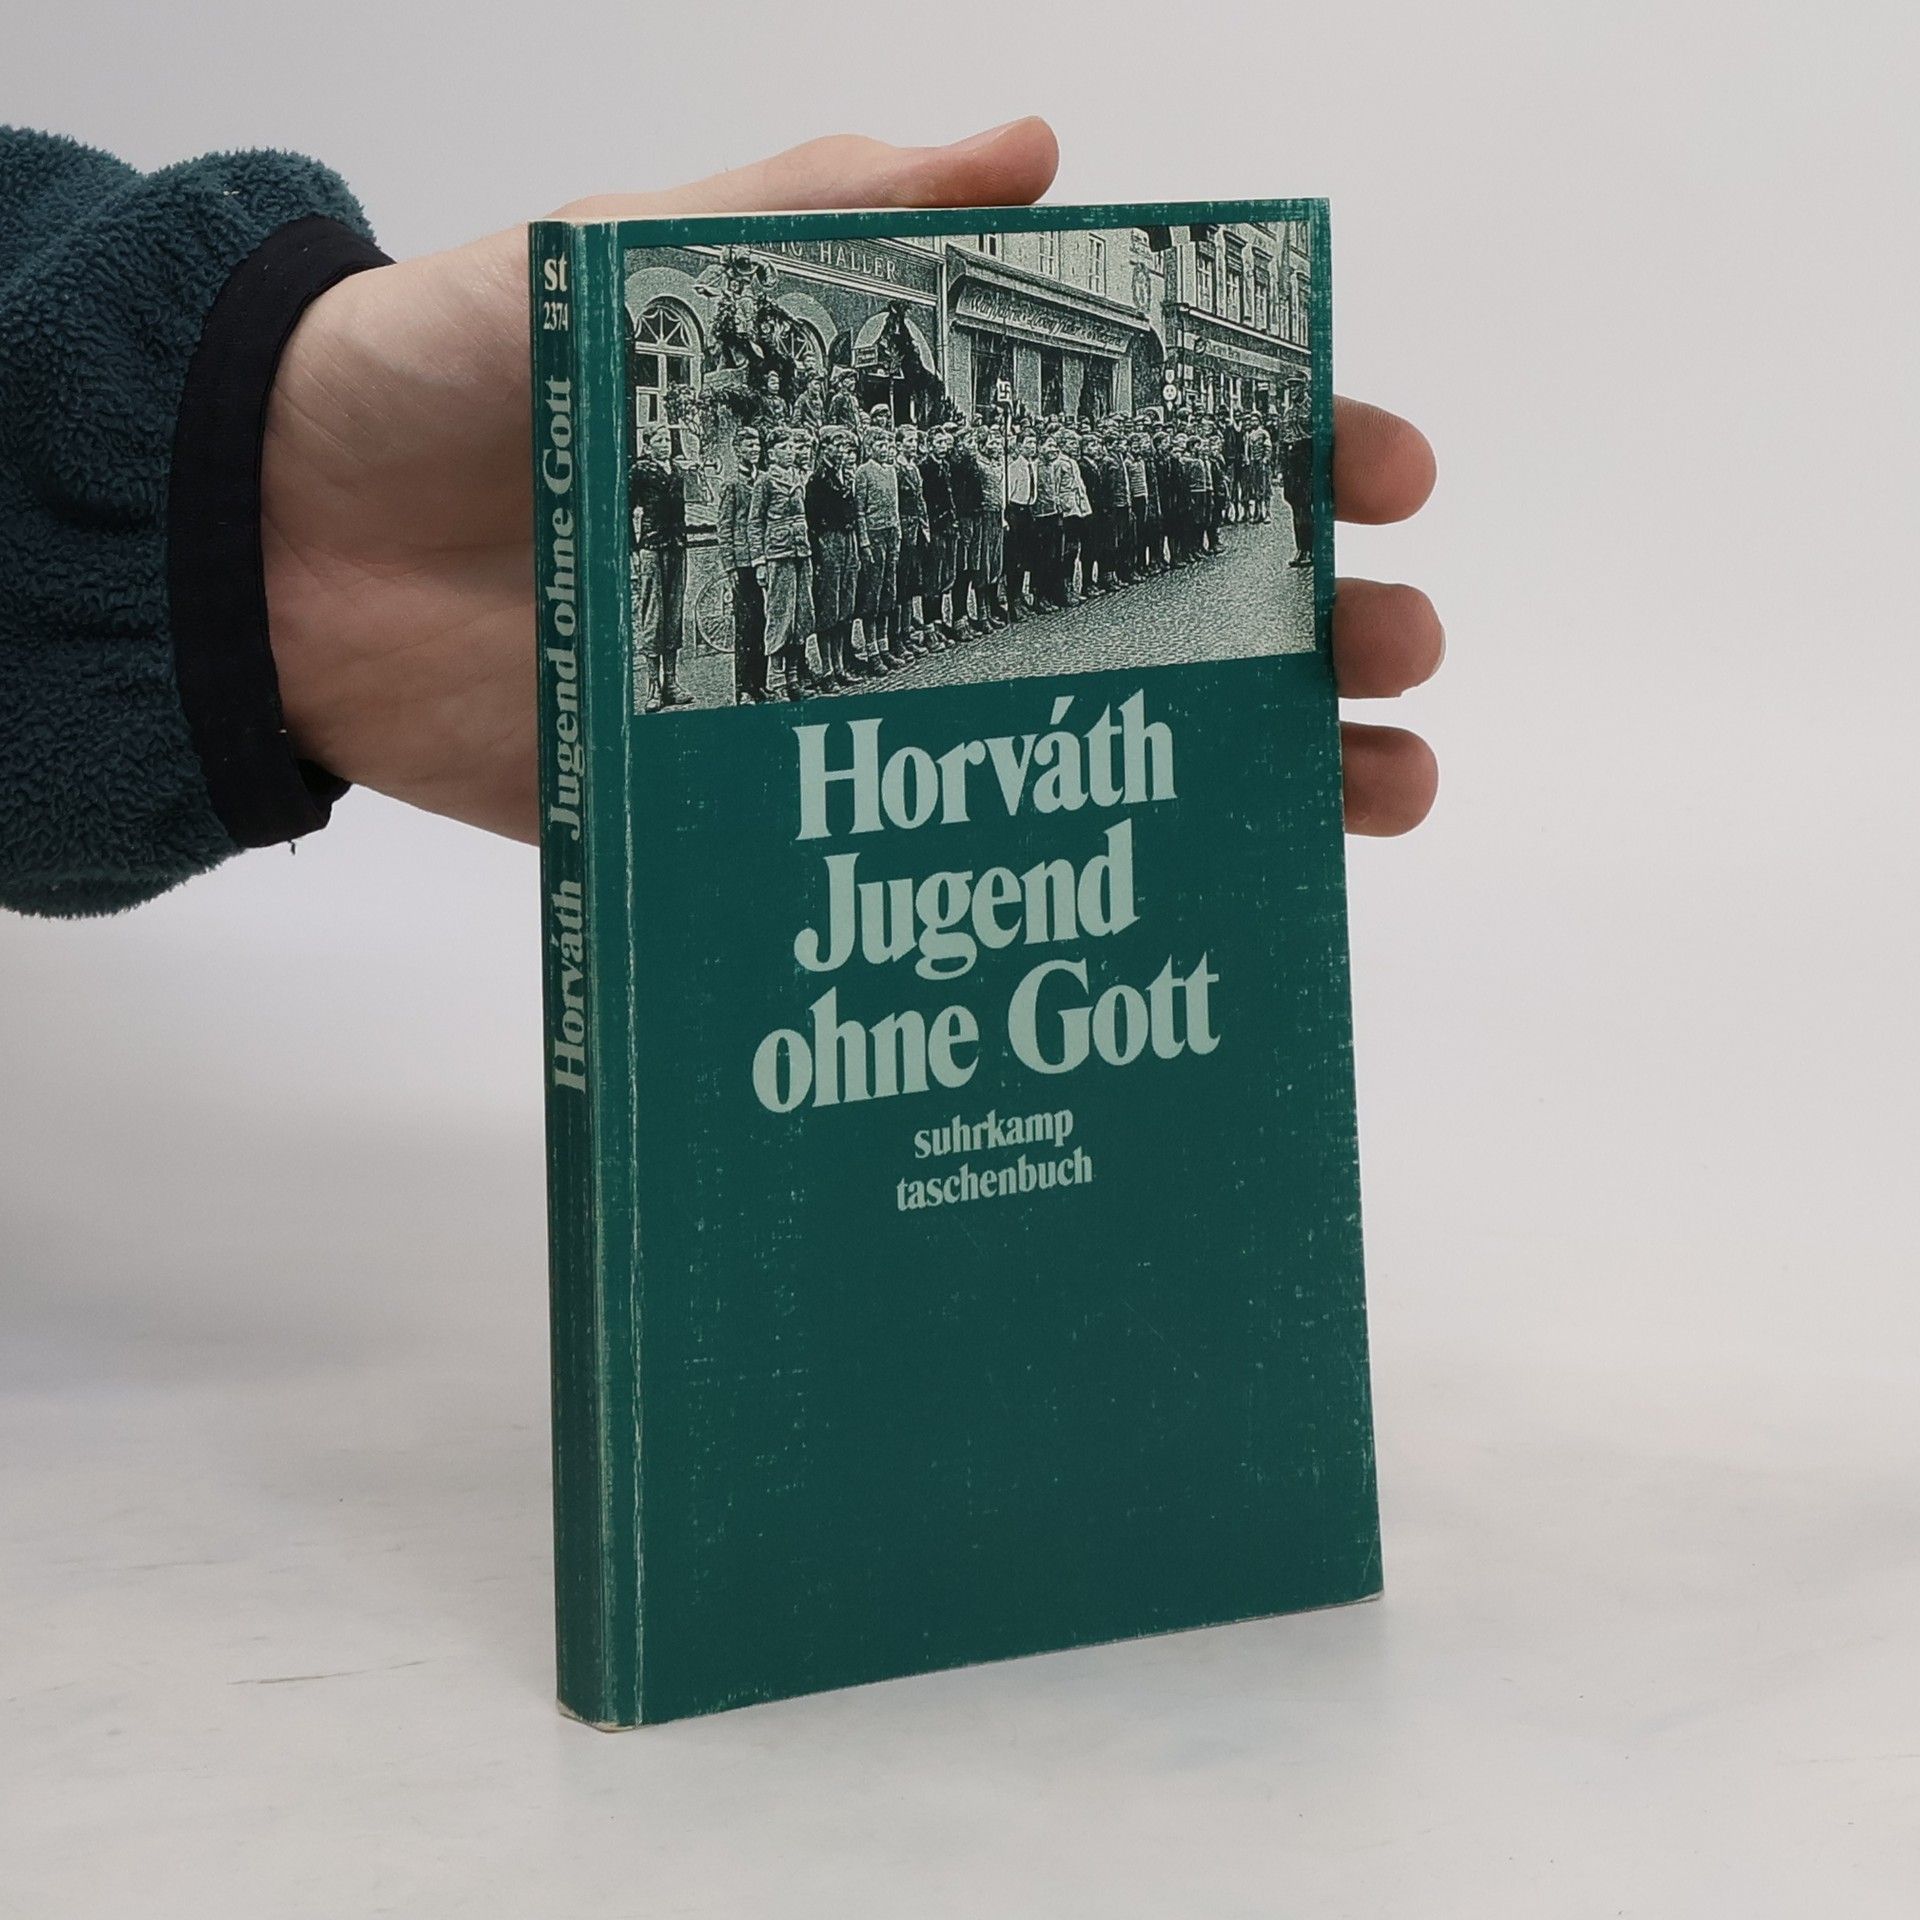 st
2374
Horváth Jugend ohne Gott
HALLER
Horváth
Jugend
ohne Gott
suhrkamp
taschenbuch